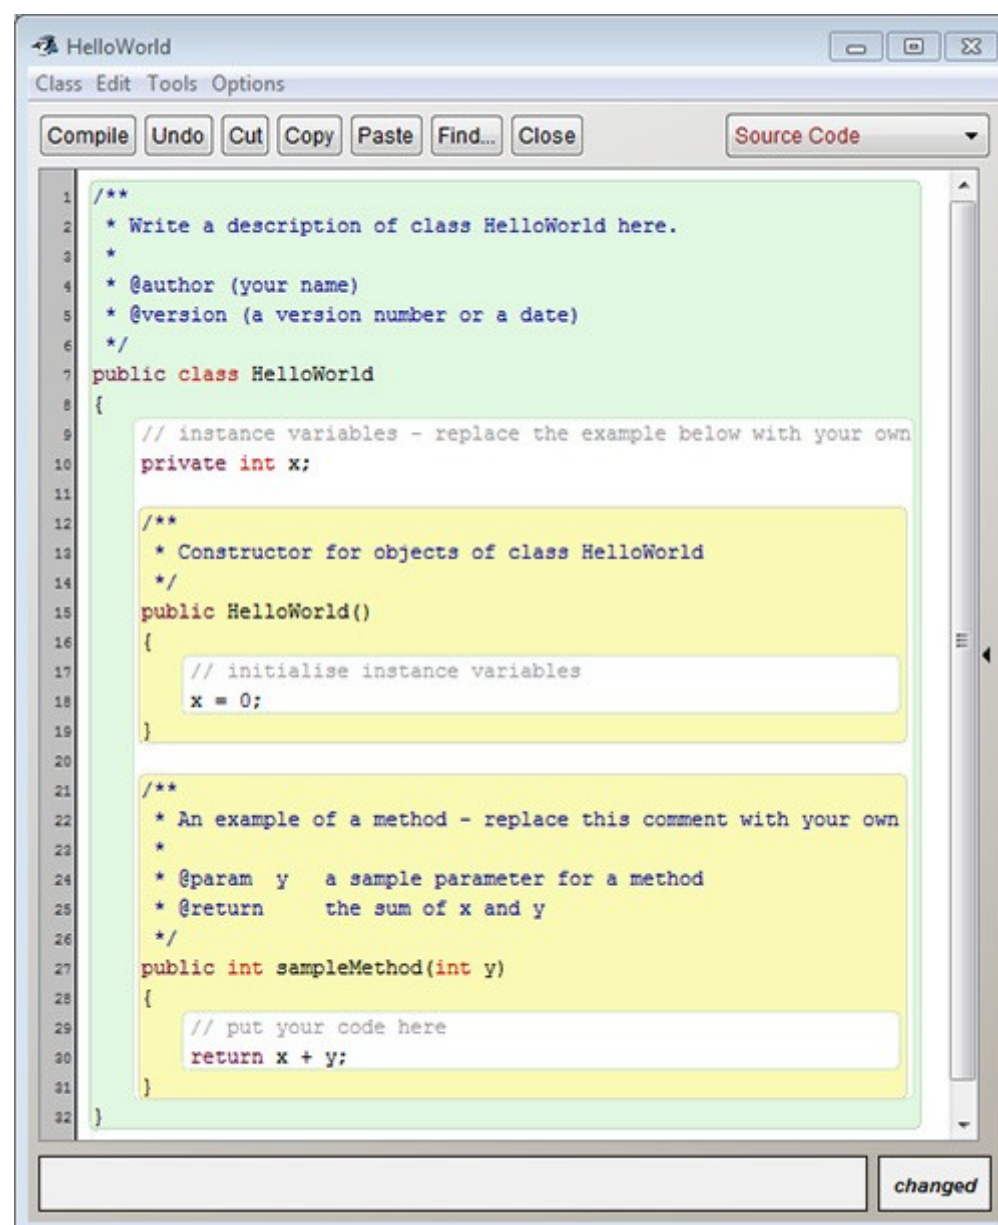 HelloWorld
Class Edit Tools Options
Compile Undo Cut Copy Paste Find... Close Source Code
1 /**
2  * Write a description of class HelloWorld here.
3  *
4  * @author (your name)
5  * @version (a version number or a date)
6  */
7 public class HelloWorld
8 {
9     // instance variables - replace the example below with your own
10     private int x;
11
12     /**
13      * Constructor for objects of class HelloWorld
14      */
15     public HelloWorld()
16     {
17         // initialise instance variables
18         x = 0;
19     }
20
21     /**
22      * An example of a method - replace this comment with your own
23      *
24      * @param  y   a sample parameter for a method
25      * @return     the sum of x and y
26      */
27     public int sampleMethod(int y)
28     {
29         // put your code here
30         return x + y;
31     }
32 }
changed